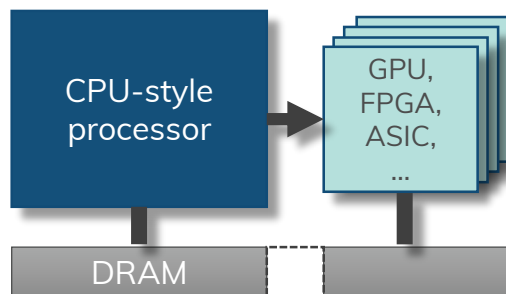 CPU-style
processor
GPU,
FPGA,
ASIC,
...
DRAM